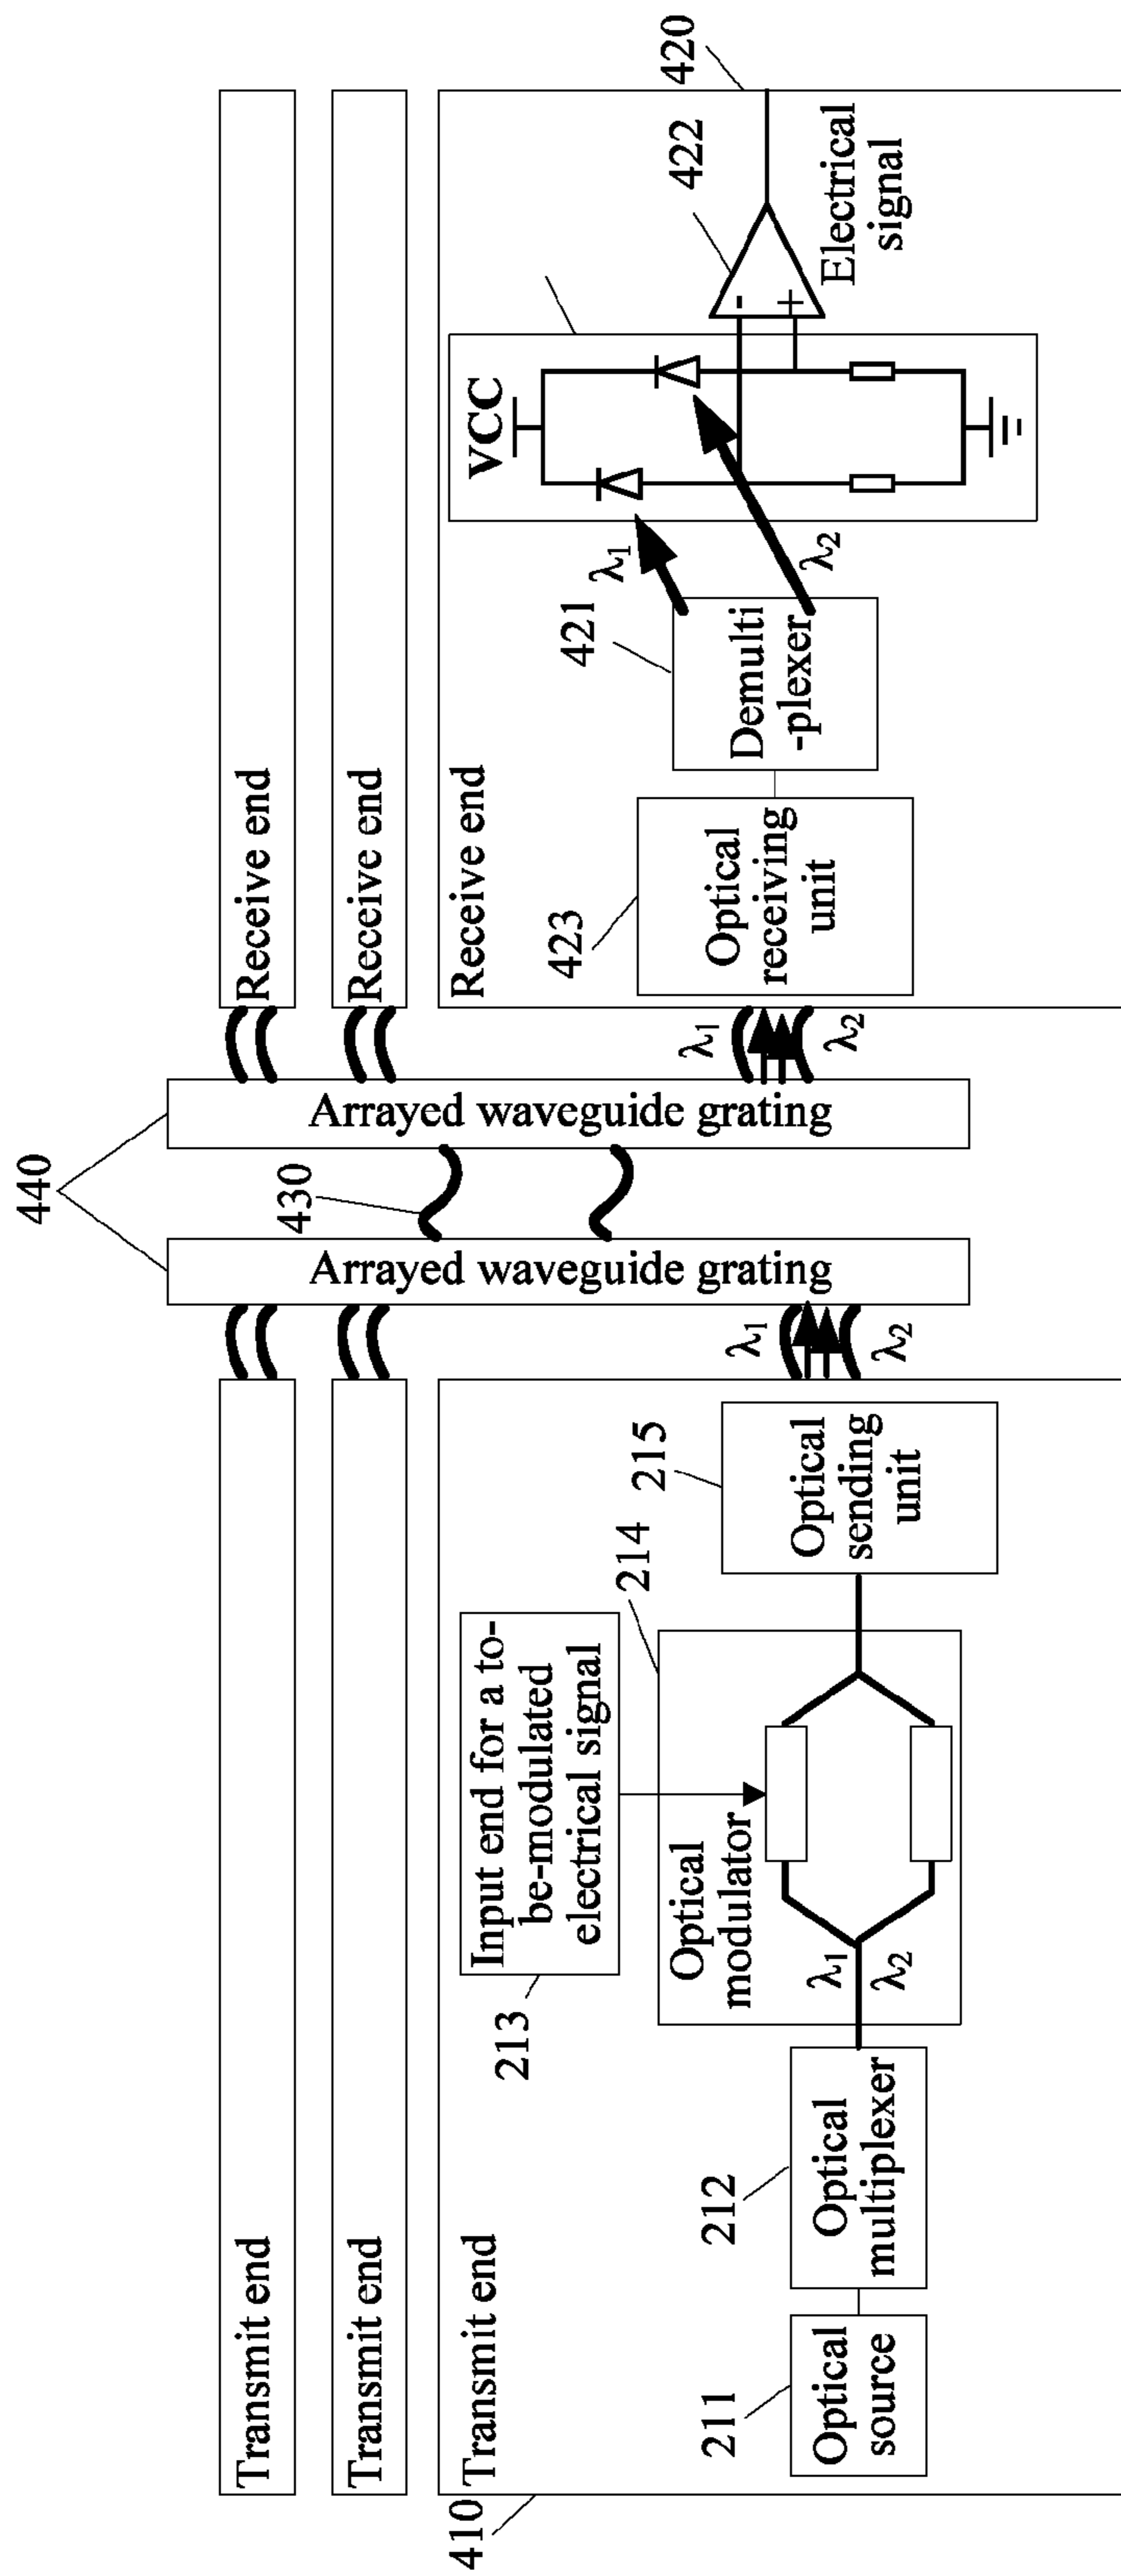 440
430
Transmit end
Transmit end
410
Transmit end
211
Optical
source
212
Optical
multiplexer
213
Input end for a to-
be-modulated
electrical signal
214
Optical
modulator
λ1
λ2
215
Optical
sending
unit
λ1
λ2
Arrayed waveguide grating
Arrayed waveguide grating
Receive end
Receive end
Receive end
λ1
λ2
423
Optical
receiving
unit
421
Demulti
-plexer
λ1
λ2
VCC
-
+
422
420
Electrical
signal